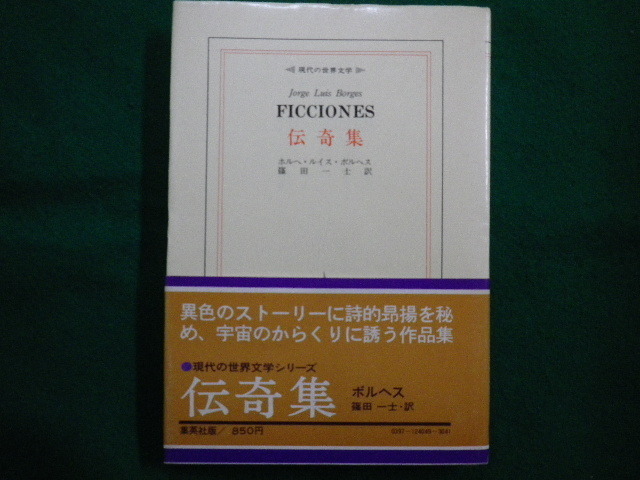 現代の世界文学
Jorge Luis Borges
FICCIONES
伝奇集
ホルヘ・ルイス・ボルヘス
篠田一士訳
異色のストーリーに詩的昂揚を秘
め、宇宙のからくりに誘う作品集
●現代の世界文学シリーズ
伝奇集
ボルヘス
篠田一士・訳
集英社版/850円